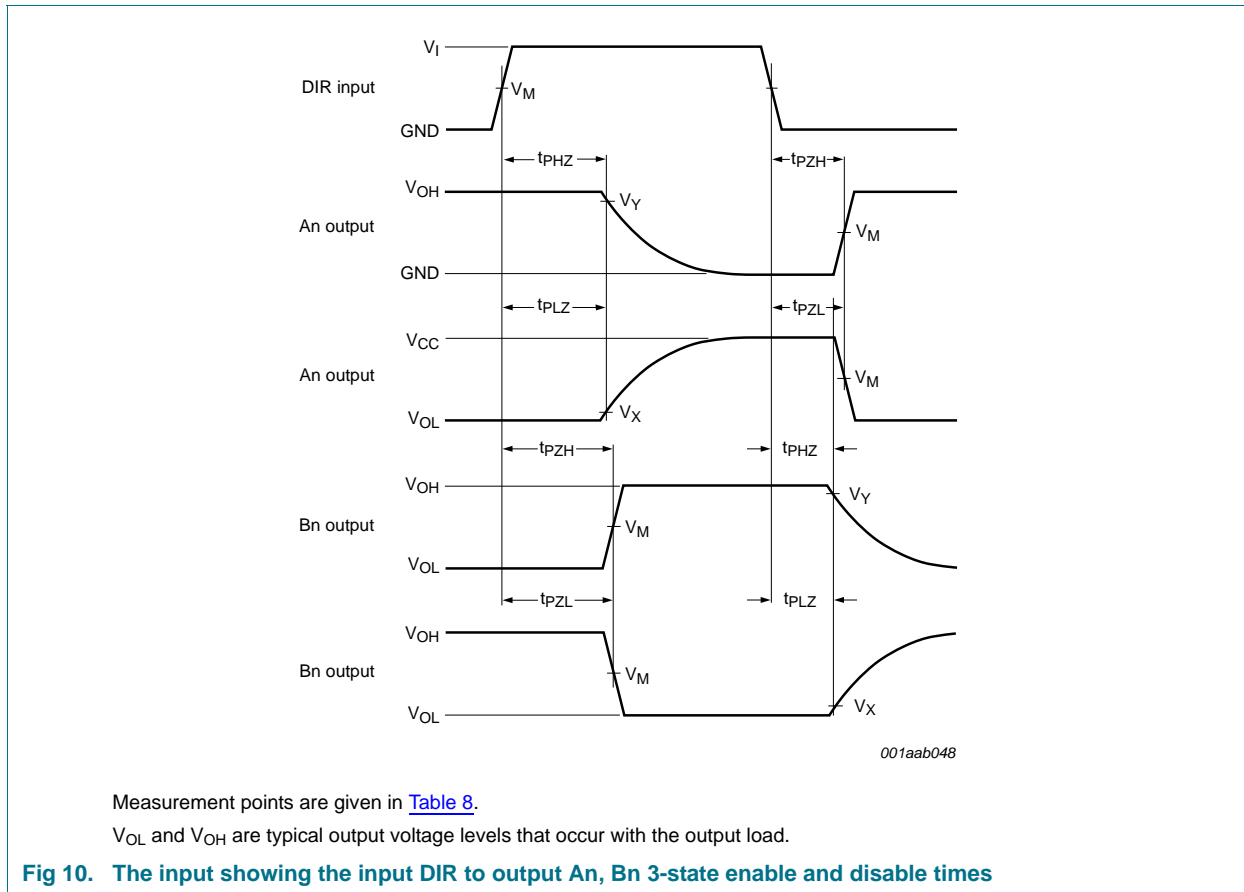 VI
DIR input
VM
GND
tPHZ
tPZH
VOH
VY
An output
VM
GND
tPLZ
tPZL
VCC
An output
VM
VX
VOL
tPZH
tPHZ
VOH
VY
Bn output
VM
VOL
tPZL
tPLZ
VOH
Bn output
VM
VX
VOL
001aab048
Measurement points are given in Table 8.
VOL and VOH are typical output voltage levels that occur with the output load.
Fig 10. The input showing the input DIR to output An, Bn 3-state enable and disable times